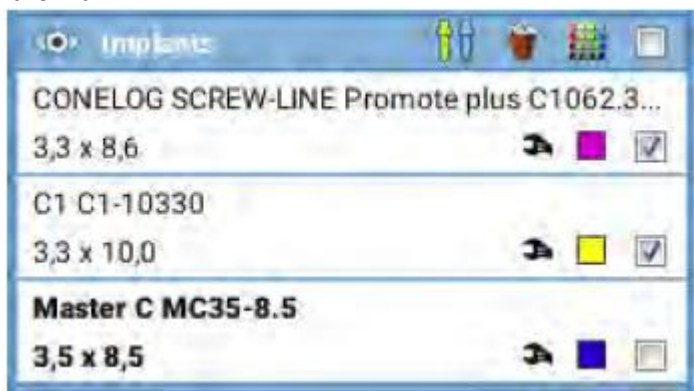 Implants
CONELOG SCREW-LINE Promote plus C1062.3...
3,3 x 8,6
C1 C1-10330
3,3 x 10,0
Master C MC35-8.5
3,5 x 8,5